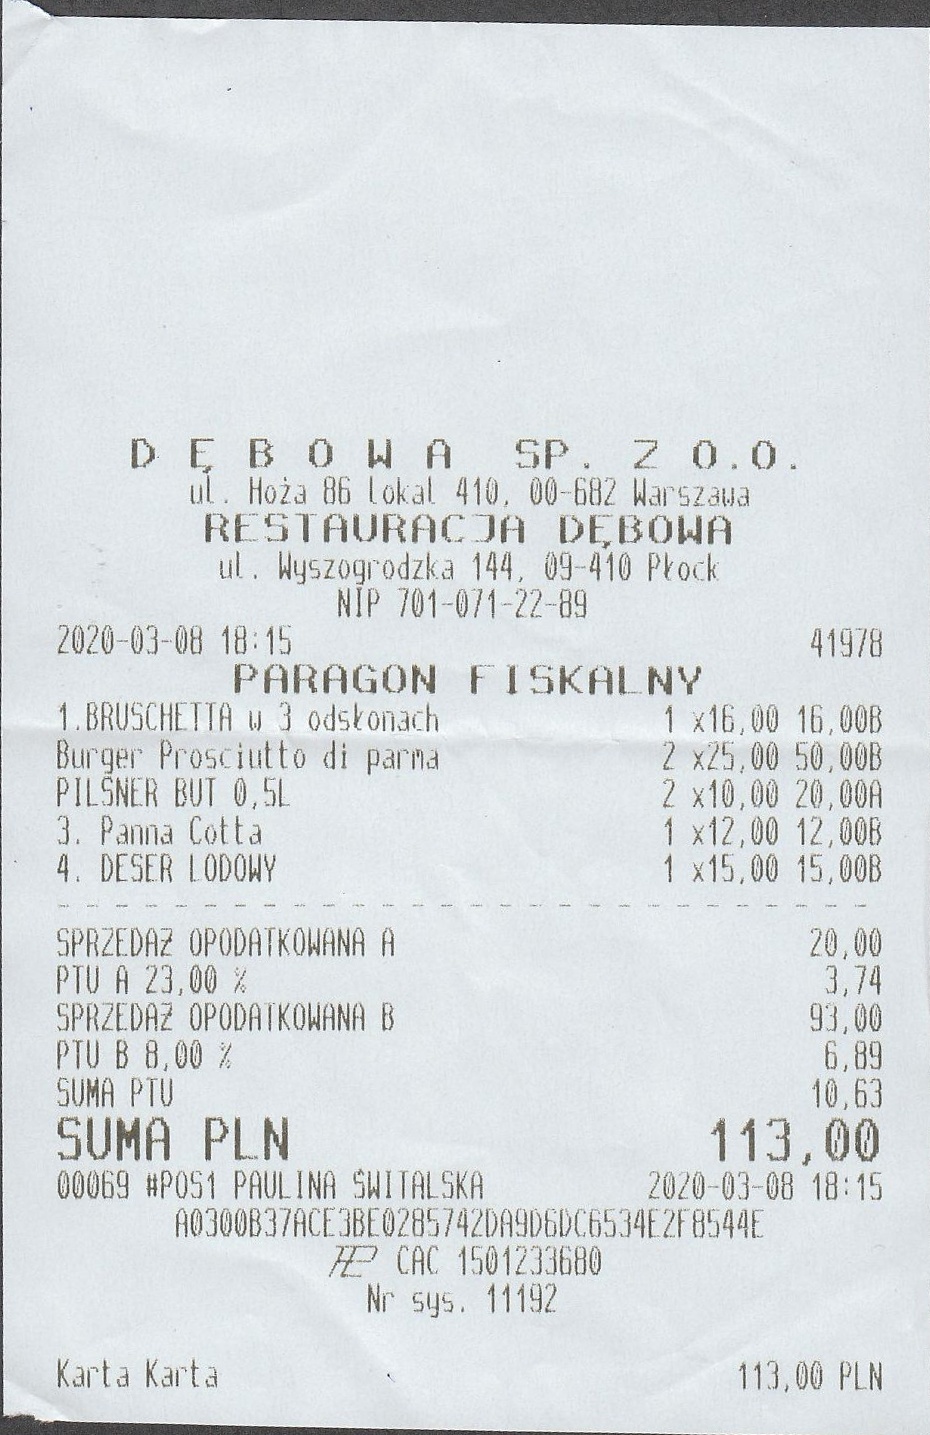 DĘBOWA SP. Z O.O.
ul. Hoża 86 lokal 410, 00-682 Warszawa
RESTAURACJA DĘBOWA
ul. Wyszogrodzka 144, 09-410 Płock
NIP 701-071-22-89
2020-03-08 18:15 41978
PARAGON FISKALNY
1.BRUSCHETTA w 3 odsłonach 1 x16,00 16,00B
Burger Prosciutto di parma 2 x25,00 50,00B
PILSNER BUT 0,5L 2 x10,00 20,00A
3. Panna Cotta 1 x12,00 12,00B
4. DESER LODOWY 1 x15,00 15,00B
SPRZEDAŻ OPODATKOWANA A 20,00
PTU A 23,00 % 3,74
SPRZEDAŻ OPODATKOWANA B 93,00
PTU B 8,00 % 6,89
SUMA PTU 10,63
SUMA PLN 113,00
00069 #POS1 PAULINA ŚWITALSKA 2020-03-08 18:15
A0300B37ACE3BE0285742DA9D6DC6534E2F8544E
CAC 1501233680
Nr sys. 11192
Karta Karta 113,00 PLN